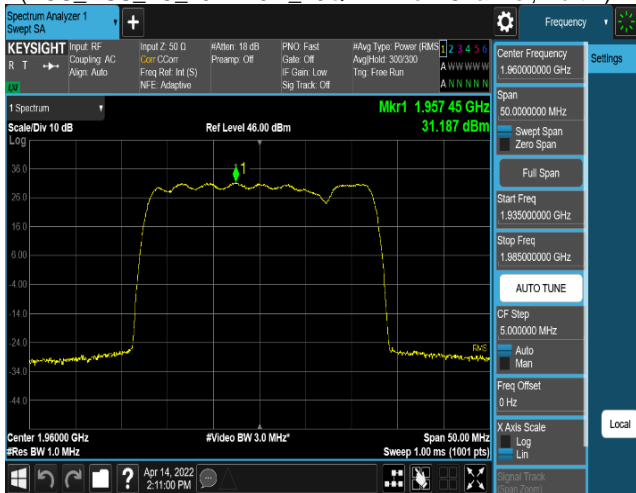 Spectrum Analyzer 1
Swept SA
+
Frequency
KEYSIGHT
Input: RF
Coupling: AC
Align: Auto
Input Z: 50 Ω
Corr CCorr
Freq Ref: Int (S)
NFE: Adaptive
#Atten: 18 dB
Preamp: Off
PNO: Fast
Gate: Off
IF Gain: Low
Sig Track: Off
#Avg Type: Power (RMS
Avg|Hold: 300/300
Trig: Free Run
1 2 3 4 5 6
A W W W W W
A N N N N N
R T
LXI
1 Spectrum
Scale/Div 10 dB
Log
Ref Level 46.00 dBm
Mkr1 1.957 45 GHz
31.187 dBm
1
36.0
26.0
16.0
6.00
-4.00
-14.0
-24.0
-34.0
-44.0
RMS
Center 1.96000 GHz
#Res BW 1.0 MHz
#Video BW 3.0 MHz*
Span 50.00 MHz
Sweep 1.00 ms (1001 pts)
Apr 14, 2022
2:11:00 PM
?
Center Frequency
1.960000000 GHz
Settings
Span
50.0000000 MHz
Swept Span
Zero Span
Full Span
Start Freq
1.935000000 GHz
Stop Freq
1.985000000 GHz
AUTO TUNE
CF Step
5.000000 MHz
Auto
Man
Freq Offset
0 Hz
X Axis Scale
Log
Lin
Local
Signal Track
(Span Zoom)